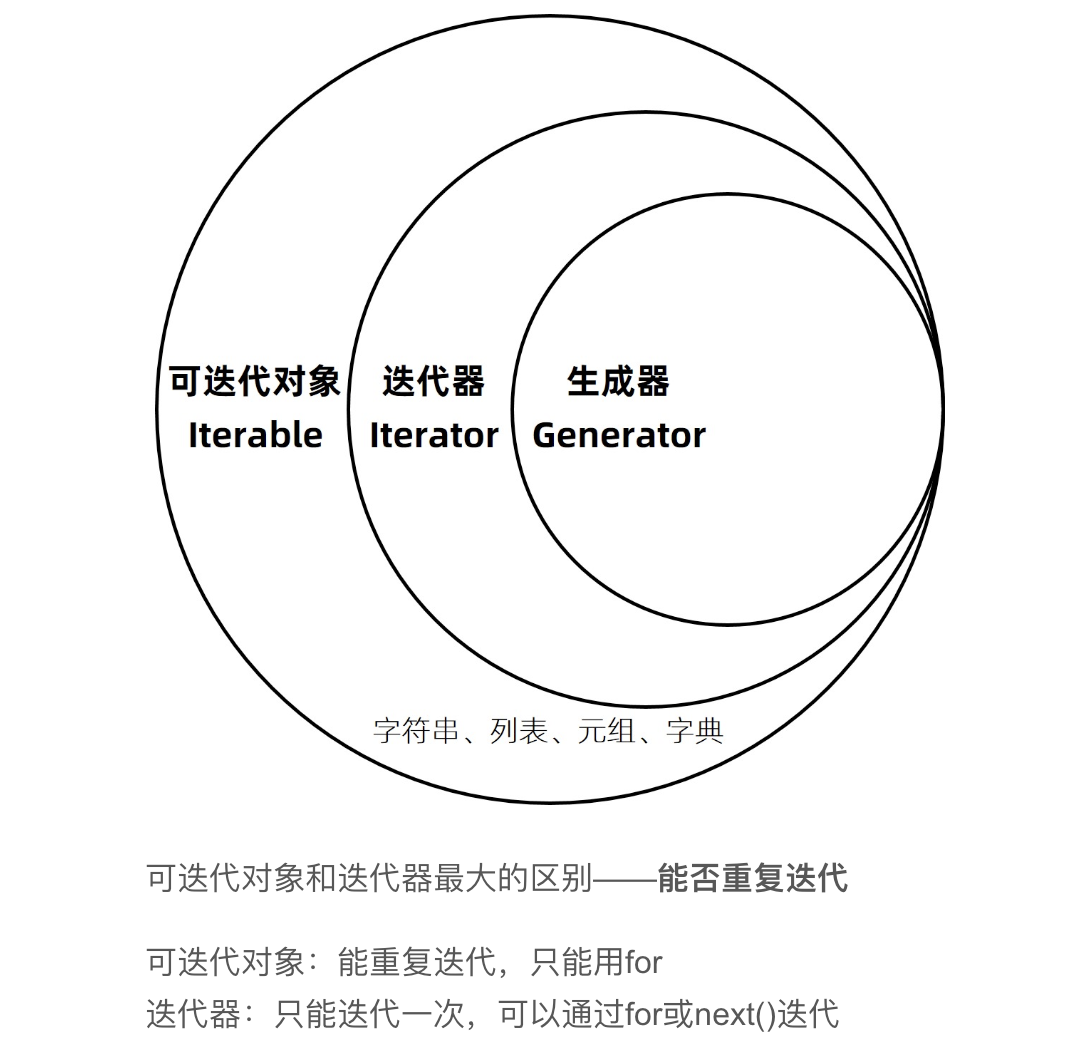 可迭代对象 迭代器 生成器
Iterable Iterator Generator
字符串、列表、元组、字典
可迭代对象和迭代器最大的区别——能否重复迭代
可迭代对象：能重复迭代，只能用for
迭代器：只能迭代一次，可以通过for或next()迭代